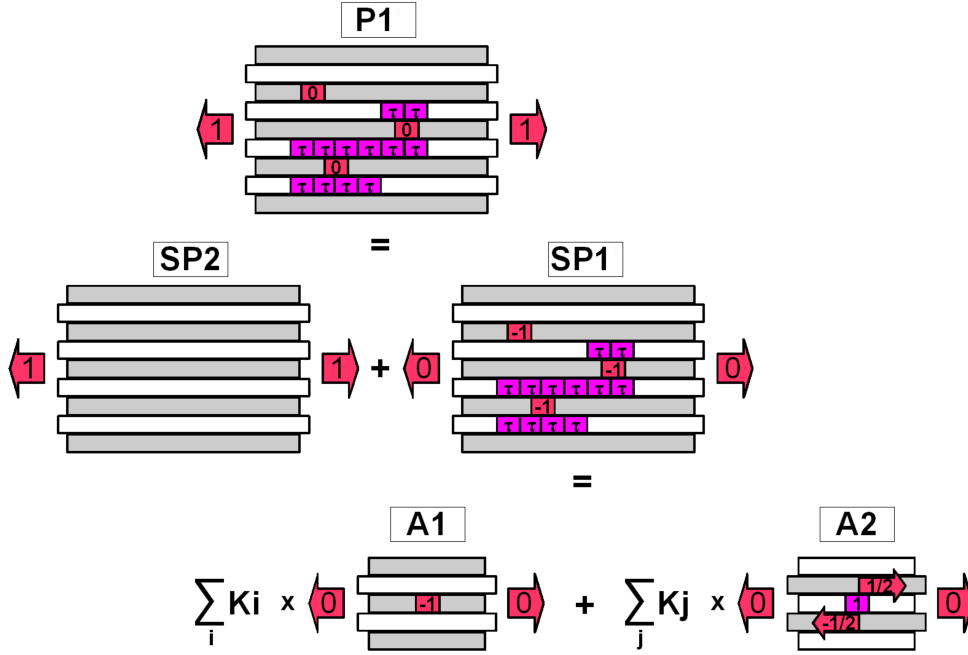 P1
0
τ τ
1 0 1
τ τ τ τ τ τ
0
τ τ τ τ
=
SP2 SP1
-1
τ τ
1 1 + 0 -1 0
τ τ τ τ τ τ
-1
τ τ τ τ
=
A1 A2
1/2
∑ Ki x 0 -1 0 + ∑ Kj x 0 1 0
i j -1/2